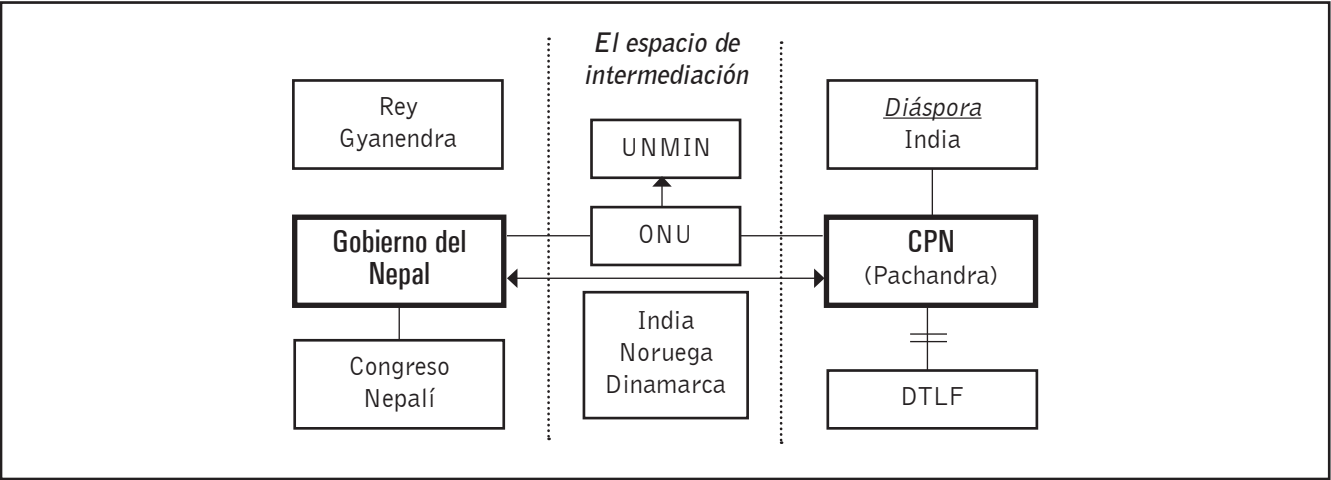 El espacio de
intermediación
Rey
Gyanendra
UNMIN
Diáspora
India
Gobierno del
Nepal
ONU
CPN
(Pachandra)
Congreso
Nepalí
India
Noruega
Dinamarca
DTLF